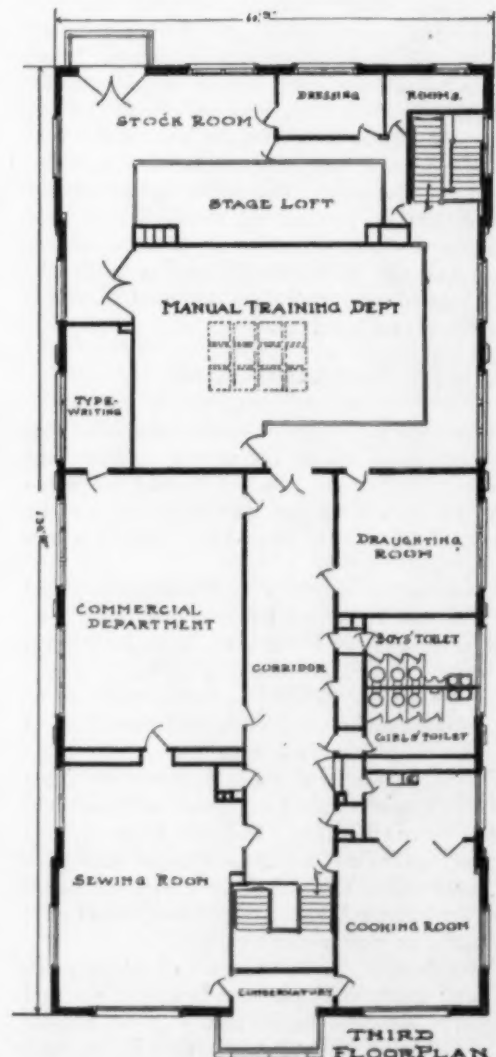 STOCK ROOM
DRESSING
ROOMS.
STAGE LOFT
MANUAL TRAINING DEPT
TYPE-
WRITING
DRAUGHTING
ROOM
COMMERCIAL
DEPARTMENT
CORRIDOR
BOYS' TOILET
GIRLS' TOILET
SEWING ROOM
COOKING ROOM
CONSERVATORY
THIRD
FLOOR PLAN